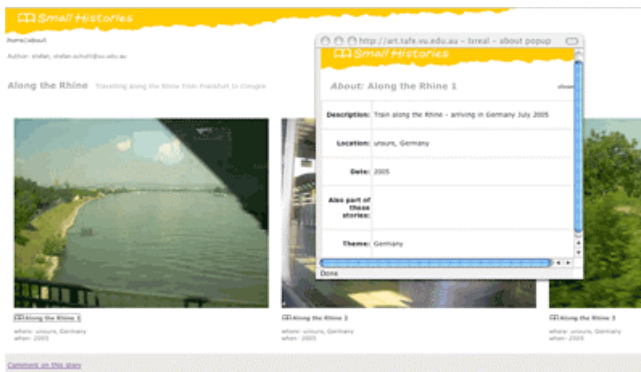 Small Histories
home|about
Author: stefan, stefan.schutt@vu.edu.au
Along the Rhine Travelling along the Rhine from Frankfurt to Cologne
http://art.tafe.vu.edu.au – Isreal – about popup
Small Histories
About: Along the Rhine 1 close
Description: Train along the Rhine - arriving in Germany July 2005
Location: unsure, Germany
Date: 2005
Also part of these stories:
Theme: Germany
Done
Along the Rhine 1
where: unsure, Germany
when: 2005
Along the Rhine 2
where: unsure, Germany
when: 2005
Along the Rhine 3
where: unsure, Germany
when: 2005
Comment on this story